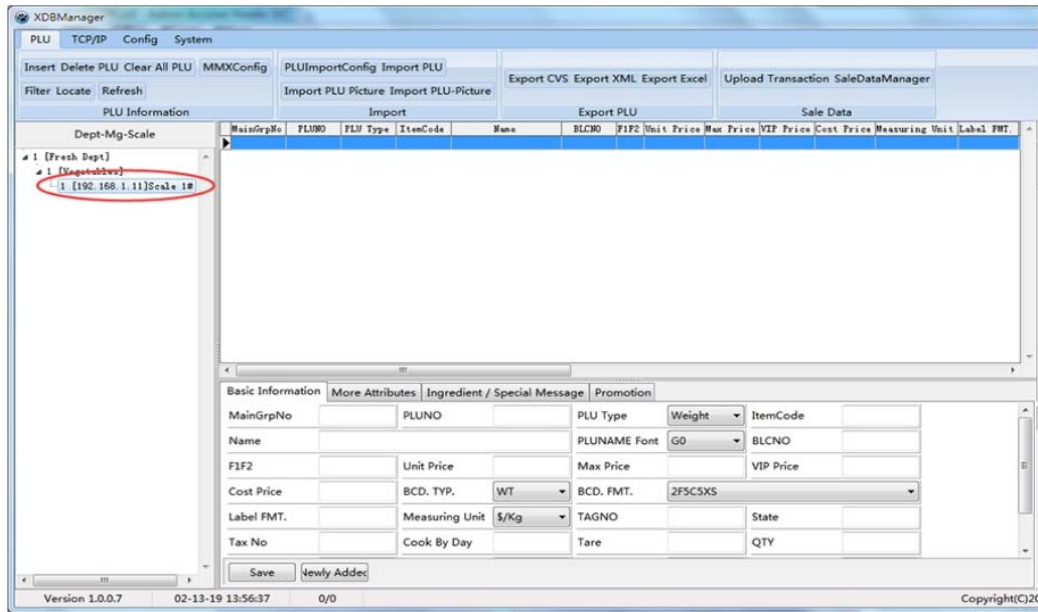 XDBManager
PLU TCP/IP Config System
Insert Delete PLU Clear All PLU MMXConfig PLUImportConfig Import PLU
Export CVS Export XML Export Excel Upload Transaction SaleDataManager
Filter Locate Refresh Import PLU Picture Import PLU-Picture
PLU Information Import Export PLU Sale Data
Dept-Mg-Scale MainGrpNo PLUNO PLU Type ItemCode Name BLCNO F1F2 Unit Price Max Price VIP Price Cost Price Measuring Unit Label FMT.
1 [Fresh Dept]
1 [Vegetables]
1 [192.168.1.11]Scale 1#
Basic Information More Attributes Ingredient / Special Message Promotion
MainGrpNo PLUNO PLU Type Weight ItemCode
Name PLUNAME Font G0 BLCNO
F1F2 Unit Price Max Price VIP Price
Cost Price BCD. TYP. WT BCD. FMT. 2F5C5XS
Label FMT. Measuring Unit $/Kg TAGNO State
Tax No Cook By Day Tare QTY
Save Newly Added
Version 1.0.0.7 02-13-19 13:56:37 0/0 Copyright(C)20